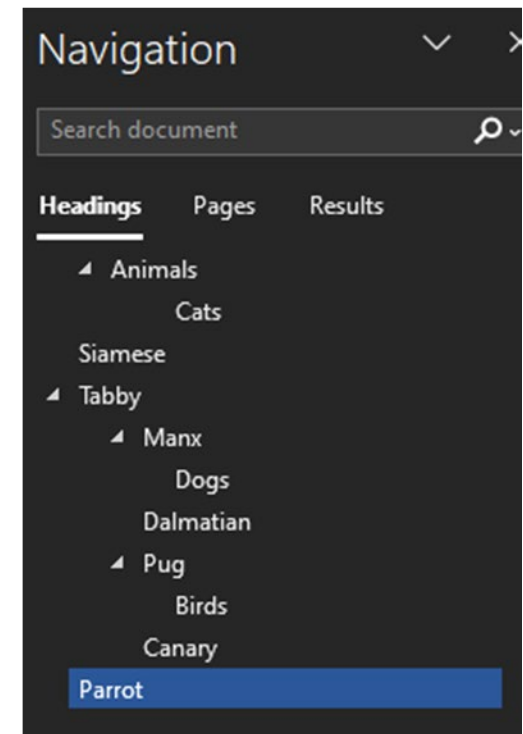 Navigation
Search document
Headings Pages Results
Animals
Cats
Siamese
Tabby
Manx
Dogs
Dalmatian
Pug
Birds
Canary
Parrot